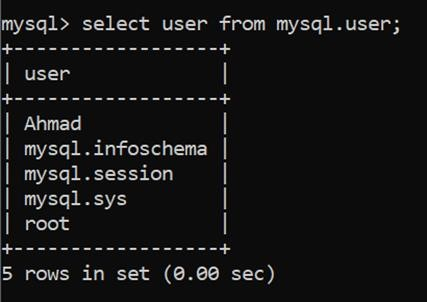 mysql> select user from mysql.user;
+------------------+
| user             |
+------------------+
| Ahmad            |
| mysql.infoschema |
| mysql.session    |
| mysql.sys        |
| root             |
+------------------+
5 rows in set (0.00 sec)